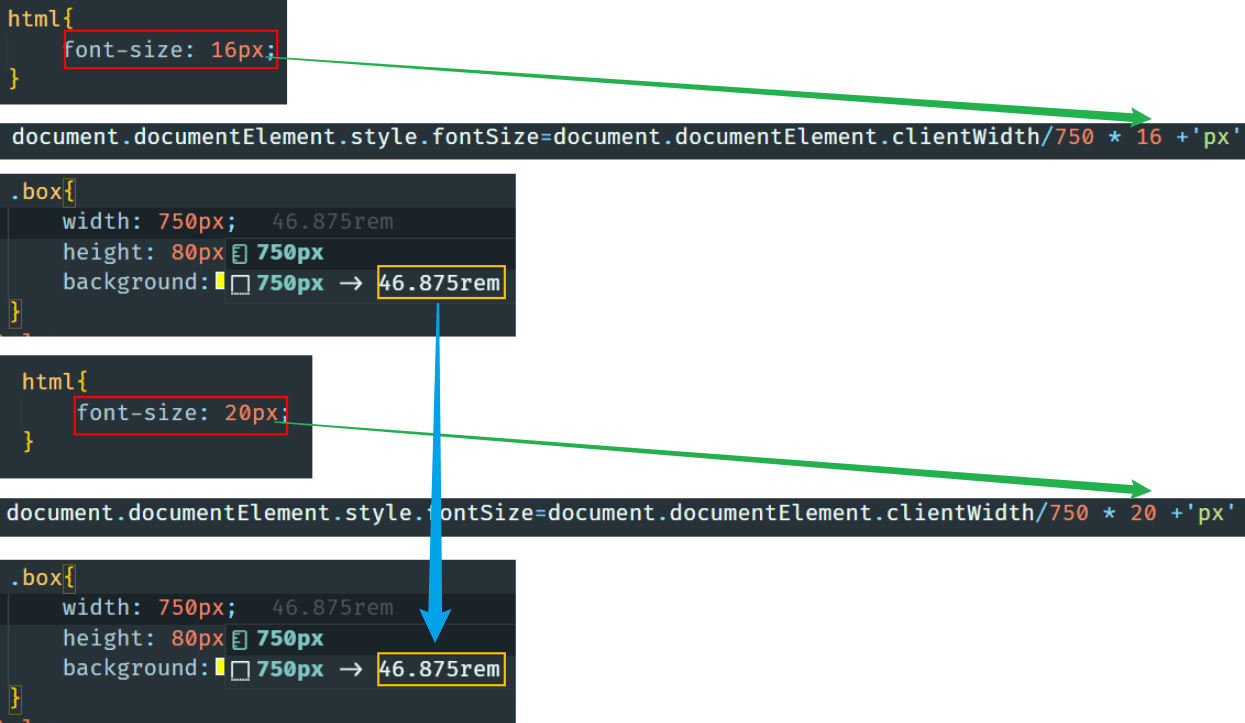 html{
font-size: 16px;
}
document.documentElement.style.fontSize=document.documentElement.clientWidth/750 * 16 +'px'
.box{
width: 750px; 46.875rem
height: 80px 750px
background: 750px → 46.875rem
}
html{
font-size: 20px;
}
document.documentElement.style.fontSize=document.documentElement.clientWidth/750 * 20 +'px'
.box{
width: 750px; 46.875rem
height: 80px 750px
background: 750px → 46.875rem
}